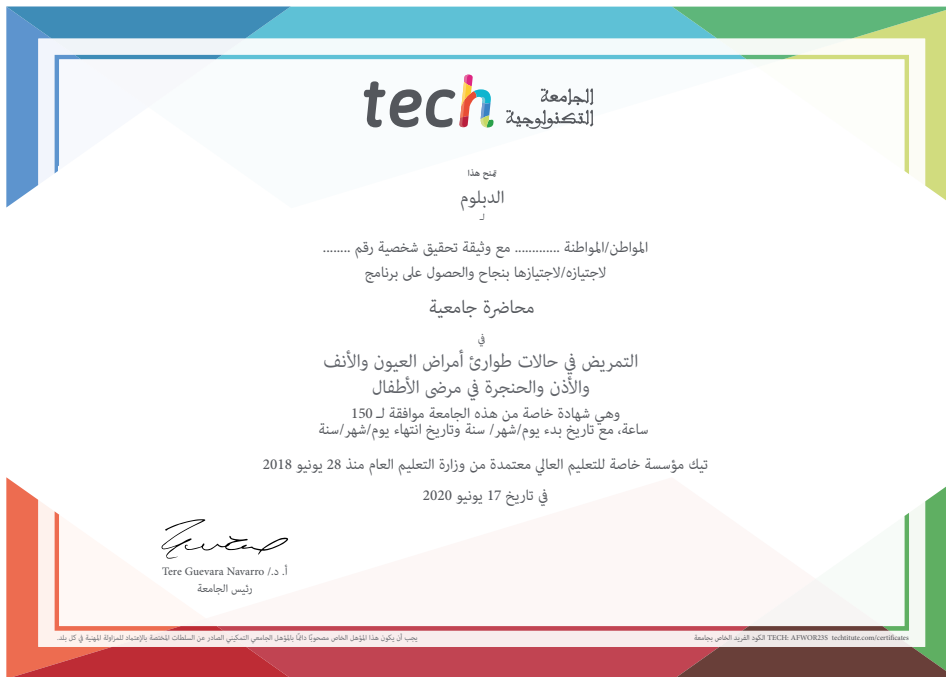 tech الجامعة
التكنولوجية
يمنح هذا
الدبلوم
لـ
المواطن/المواطنة ............. مع وثيقة تحقيق شخصية رقم ........
لاجتيازه/لاجتيازها بنجاح والحصول على برنامج
محاضرة جامعية
في
التمريض في حالات طوارئ أمراض العيون والأنف
والأذن والحنجرة في مرضى الأطفال
وهي شهادة خاصة من هذه الجامعة موافقة لـ 150
ساعة، مع تاريخ بدء يوم/شهر/ سنة وتاريخ انتهاء يوم/شهر/سنة
تيك مؤسسة خاصة للتعليم العالي معتمدة من وزارة التعليم العام منذ 28 يونيو 2018
في تاريخ 17 يونيو 2020
أ. د./ Tere Guevara Navarro
رئيس الجامعة
يجب أن يكون هذا المؤهل الخاص مصحوبًا دائمًا بالمؤهل الجامعي التمكيني الصادر عن السلطات المختصة بالإعتماد للمزاولة المهنية في كل بلد.
الكود الفريد الخاص بجامعة TECH: AFWOR23S techtitute.com/certificates